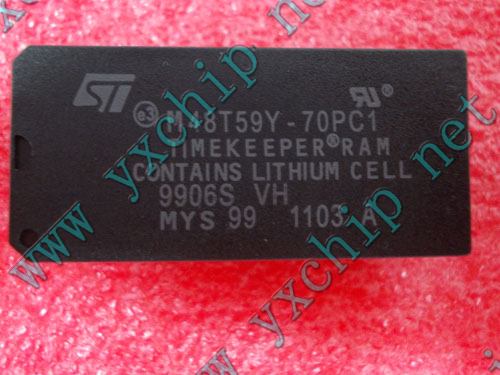 ST
e3 M48T59Y-70PC1
TIMEKEEPER® RAM
CONTAINS LITHIUM CELL
9906S VH
MYS 99 1103 A
www.yxchip.net
www.yxchip.net
www.yxchip.net